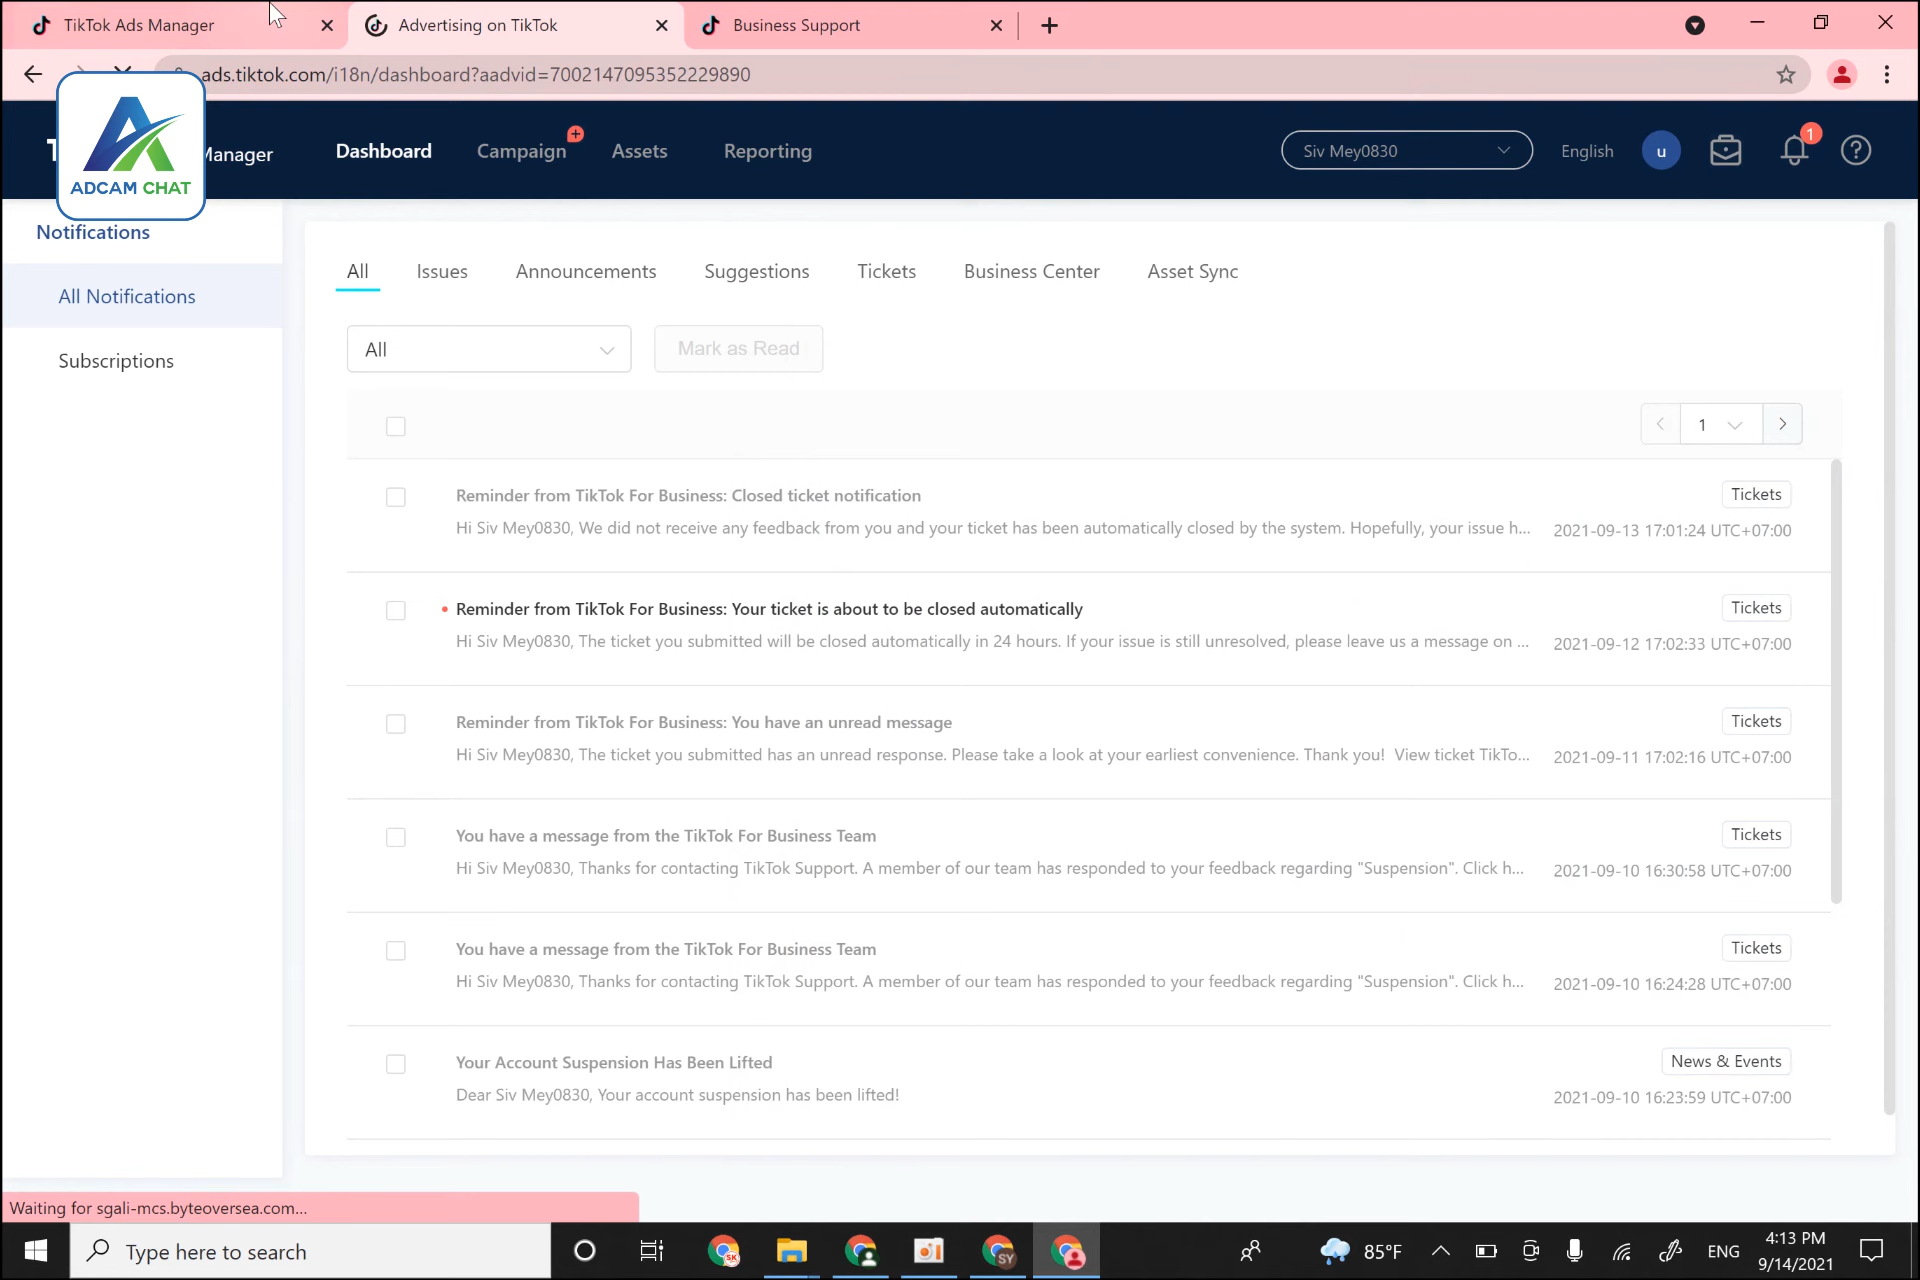 TikTok Ads Manager
Advertising on TikTok
Business Support
ads.tiktok.com/i18n/dashboard?aadvid=7002147095352229890
ADCAM CHAT
Manager
Dashboard
Campaign
Assets
Reporting
Siv Mey0830
English
u
1
Notifications
All Notifications
Subscriptions
All
Issues
Announcements
Suggestions
Tickets
Business Center
Asset Sync
All
Mark as Read
1
Reminder from TikTok For Business: Closed ticket notification
Tickets
Hi Siv Mey0830, We did not receive any feedback from you and your ticket has been automatically closed by the system. Hopefully, your issue h...
2021-09-13 17:01:24 UTC+07:00
Reminder from TikTok For Business: Your ticket is about to be closed automatically
Tickets
Hi Siv Mey0830, The ticket you submitted will be closed automatically in 24 hours. If your issue is still unresolved, please leave us a message on ...
2021-09-12 17:02:33 UTC+07:00
Reminder from TikTok For Business: You have an unread message
Tickets
Hi Siv Mey0830, The ticket you submitted has an unread response. Please take a look at your earliest convenience. Thank you! View ticket TikTo...
2021-09-11 17:02:16 UTC+07:00
You have a message from the TikTok For Business Team
Tickets
Hi Siv Mey0830, Thanks for contacting TikTok Support. A member of our team has responded to your feedback regarding "Suspension". Click h...
2021-09-10 16:30:58 UTC+07:00
You have a message from the TikTok For Business Team
Tickets
Hi Siv Mey0830, Thanks for contacting TikTok Support. A member of our team has responded to your feedback regarding "Suspension". Click h...
2021-09-10 16:24:28 UTC+07:00
Your Account Suspension Has Been Lifted
News & Events
Dear Siv Mey0830, Your account suspension has been lifted!
2021-09-10 16:23:59 UTC+07:00
Waiting for sgali-mcs.byteoversea.com...
Type here to search
SK
SY
85°F
ENG
4:13 PM
9/14/2021